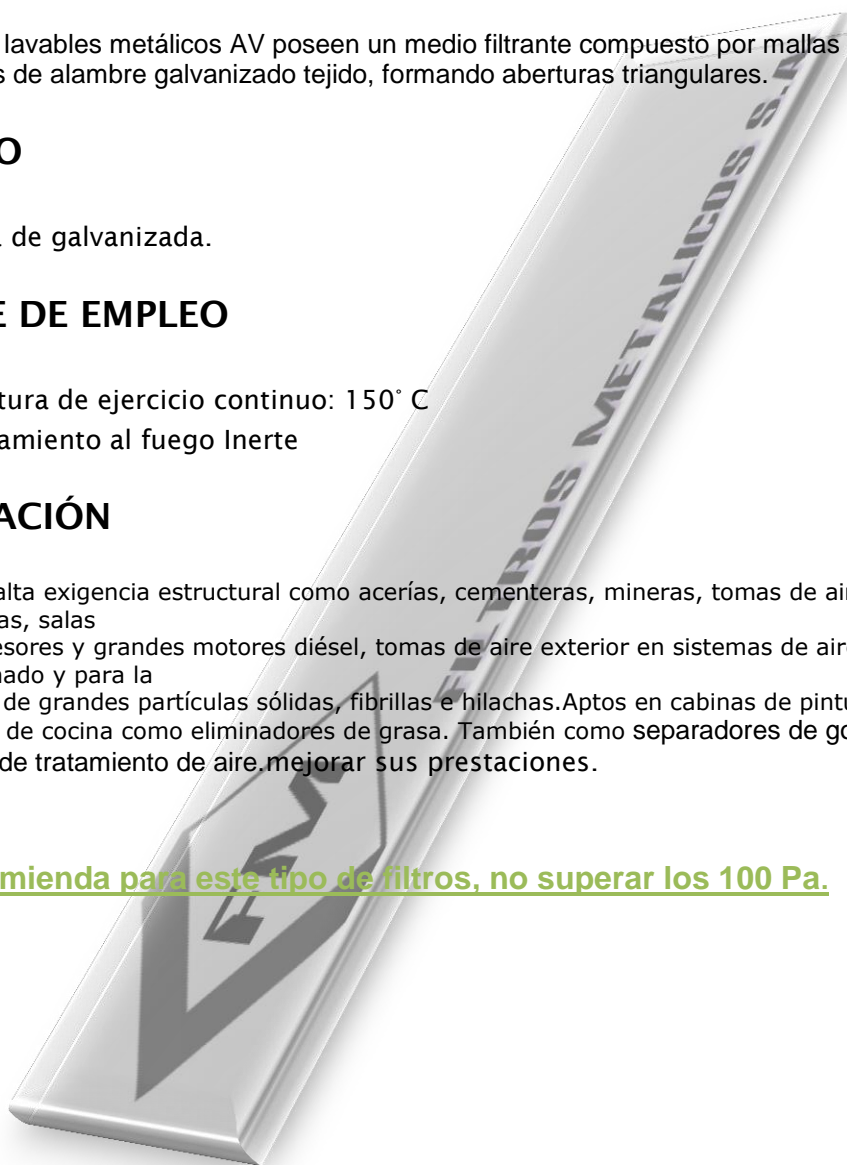 lavables metálicos AV poseen un medio filtrante compuesto por mallas
s de alambre galvanizado tejido, formando aberturas triangulares.
O
de galvanizada.
E DE EMPLEO
tura de ejercicio continuo: 150° C
amiento al fuego Inerte
ACIÓN
alta exigencia estructural como acerías, cementeras, mineras, tomas de air
as, salas
esores y grandes motores diésel, tomas de aire exterior en sistemas de aire
nado y para la
de grandes partículas sólidas, fibrillas e hilachas.Aptos en cabinas de pintu
de cocina como eliminadores de grasa. También como separadores de go
de tratamiento de aire.mejorar sus prestaciones.
mienda para este tipo de filtros, no superar los 100 Pa.
FILTROS METALICOS S.A
FM